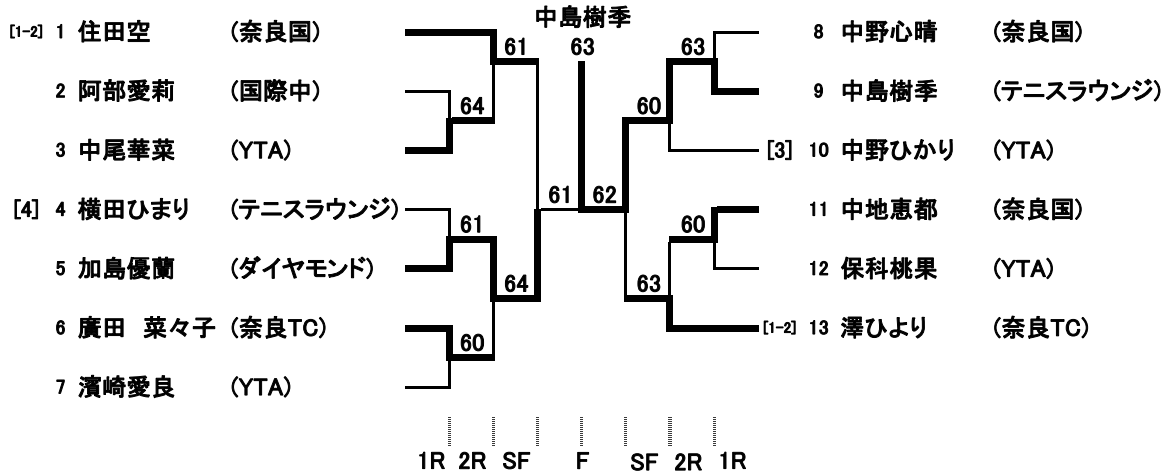 中島樹季
[1-2] 1 住田空 (奈良国)
2 阿部愛莉 (国際中)
3 中尾華菜 (YTA)
[4] 4 横田ひまり (テニスラウンジ)
5 加島優蘭 (ダイヤモンド)
6 廣田 菜々子 (奈良TC)
7 濱崎愛良 (YTA)
61
64
61
64
60
61
63
62
63
60
60
63
8 中野心晴 (奈良国)
9 中島樹季 (テニスラウンジ)
[3] 10 中野ひかり (YTA)
11 中地恵都 (奈良国)
12 保科桃果 (YTA)
[1-2] 13 澤ひより (奈良TC)
1R 2R SF F SF 2R 1R